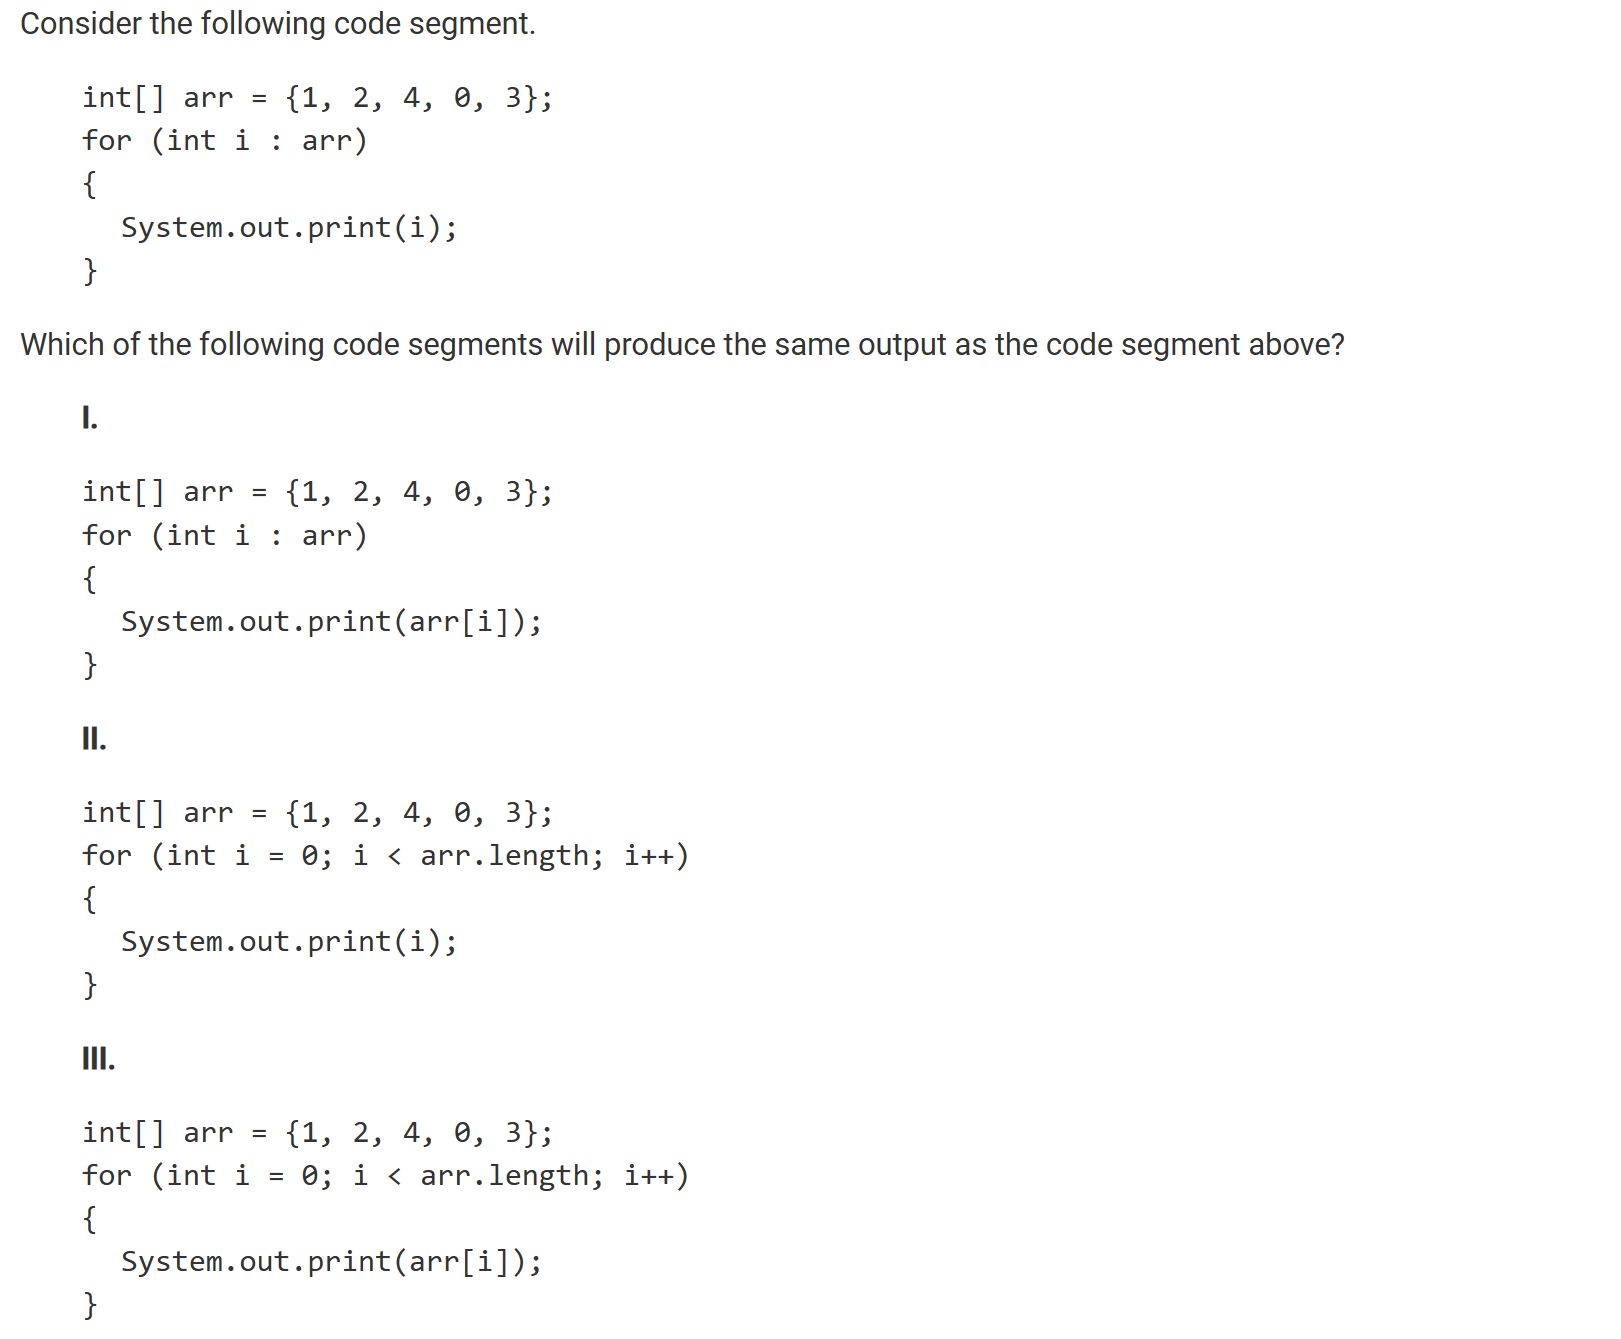 Consider the following code segment.
int[] arr = {1, 2, 4, 0, 3};
for (int i : arr)
{
System.out.print(i);
}
Which of the following code segments will produce the same output as the code segment above?
I.
int[] arr = {1, 2, 4, 0, 3};
for (int i : arr)
{
System.out.print(arr[i]);
}
II.
int[] arr = {1, 2, 4, 0, 3};
for (int i = 0; i < arr.length; i++)
{
System.out.print(i);
}
III.
int[] arr = {1, 2, 4, 0, 3};
for (int i = 0; i < arr.length; i++)
{
System.out.print(arr[i]);
}